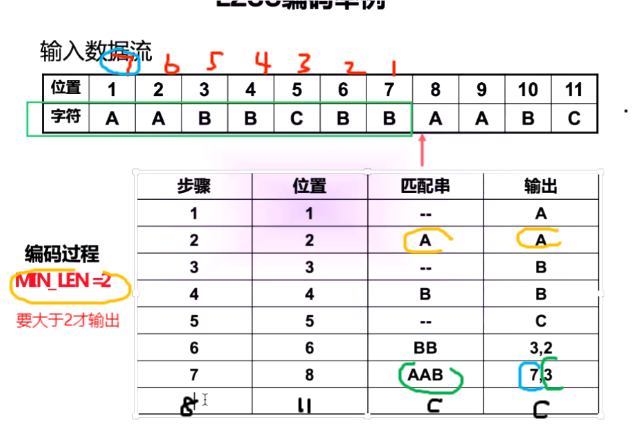 LZSS编码举例
输入数据流
7 6 5 4 3 2 1
位置 1 2 3 4 5 6 7 8 9 10 11
字符 A A B B C B B A A B C
步骤 位置 匹配串 输出
1 1 -- A
2 2 A A
3 3 -- B
4 4 B B
5 5 -- C
6 6 BB 3,2
7 8 AAB 7,3
8 11 C C
编码过程
MIN_LEN =2
要大于2才输出